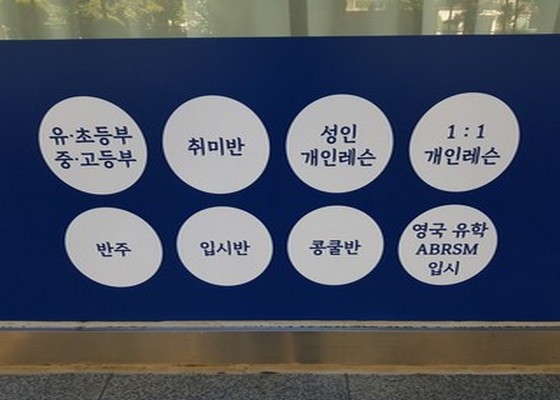 유·초등부
중·고등부
취미반
성인
개인레슨
1 : 1
개인레슨
반주
입시반
콩쿨반
영국 유학
ABRSM
입시